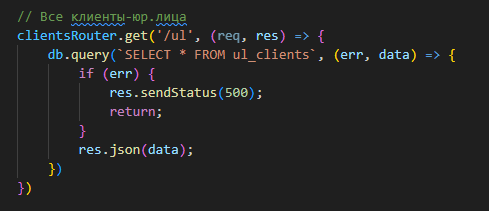 // Все клиенты-юр.лица
clientsRouter.get('/ul', (req, res) => {
    db.query(`SELECT * FROM ul_clients`, (err, data) => {
        if (err) {
            res.sendStatus(500);
            return;
        }
        res.json(data);
    })
})